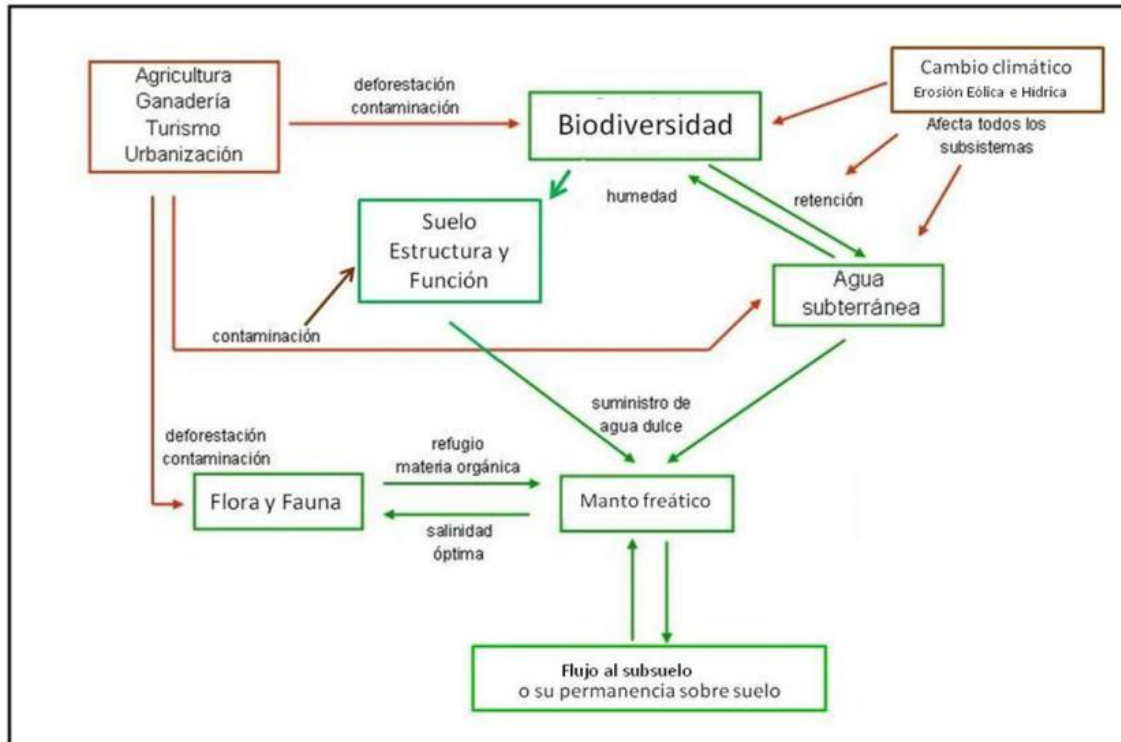 Agricultura
Ganadería
Turismo
Urbanización
deforestación
contaminación
Biodiversidad
Cambio climático
Erosión Eólica e Hídrica
Afecta todos los
subsistemas
humedad
retención
Suelo
Estructura y
Función
Agua
subterránea
contaminación
suministro de
agua dulce
deforestación
contaminación
refugio
materia orgánica
Flora y Fauna
Manto freático
salinidad
óptima
Flujo al subsuelo
o su permanencia sobre suelo